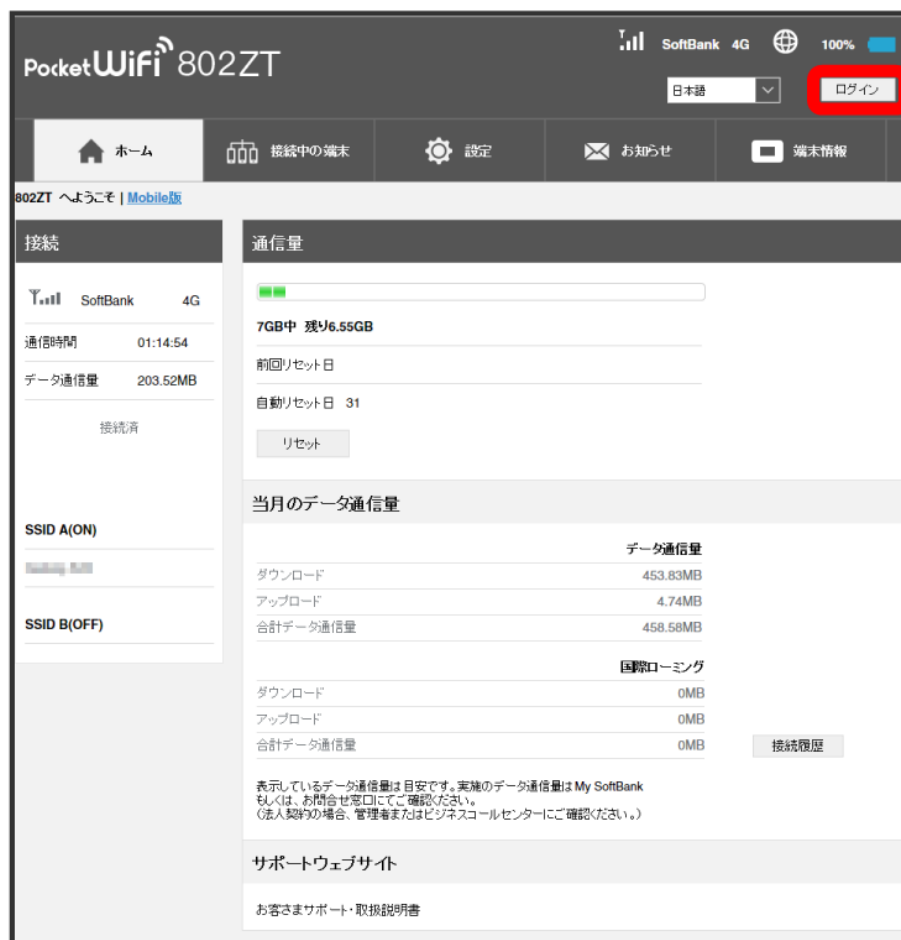 SoftBank 4G 100%
Pocket WiFi 802ZT
日本語 ログイン
ホーム 接続中の端末 設定 お知らせ 端末情報
802ZT へようこそ | Mobile版
接続
SoftBank 4G
通信時間 01:14:54
データ通信量 203.52MB
接続済
SSID A(ON)
SSID B(OFF)
通信量
7GB中 残り6.55GB
前回リセット日
自動リセット日 31
リセット
当月のデータ通信量
データ通信量
ダウンロード 453.83MB
アップロード 4.74MB
合計データ通信量 458.58MB
国際ローミング
ダウンロード 0MB
アップロード 0MB
合計データ通信量 0MB
接続履歴
表示しているデータ通信量は目安です。実施のデータ通信量は My SoftBank
もしくは、お問合せ窓口にてご確認ください。
（法人契約の場合、管理者またはビジネスコールセンターにご確認ください。）
サポートウェブサイト
お客さまサポート・取扱説明書